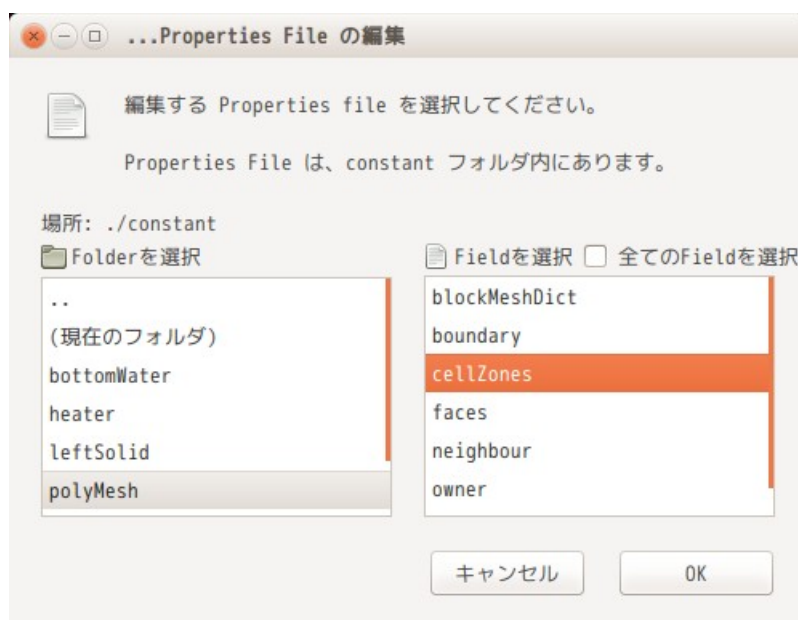 ...Properties File の編集
編集する Properties file を選択してください。
Properties File は、constant フォルダ内にあります。
場所: ./constant
Folderを選択
..
(現在のフォルダ)
bottomWater
heater
leftSolid
polyMesh
Fieldを選択 全てのFieldを選択
blockMeshDict
boundary
cellZones
faces
neighbour
owner
キャンセル OK